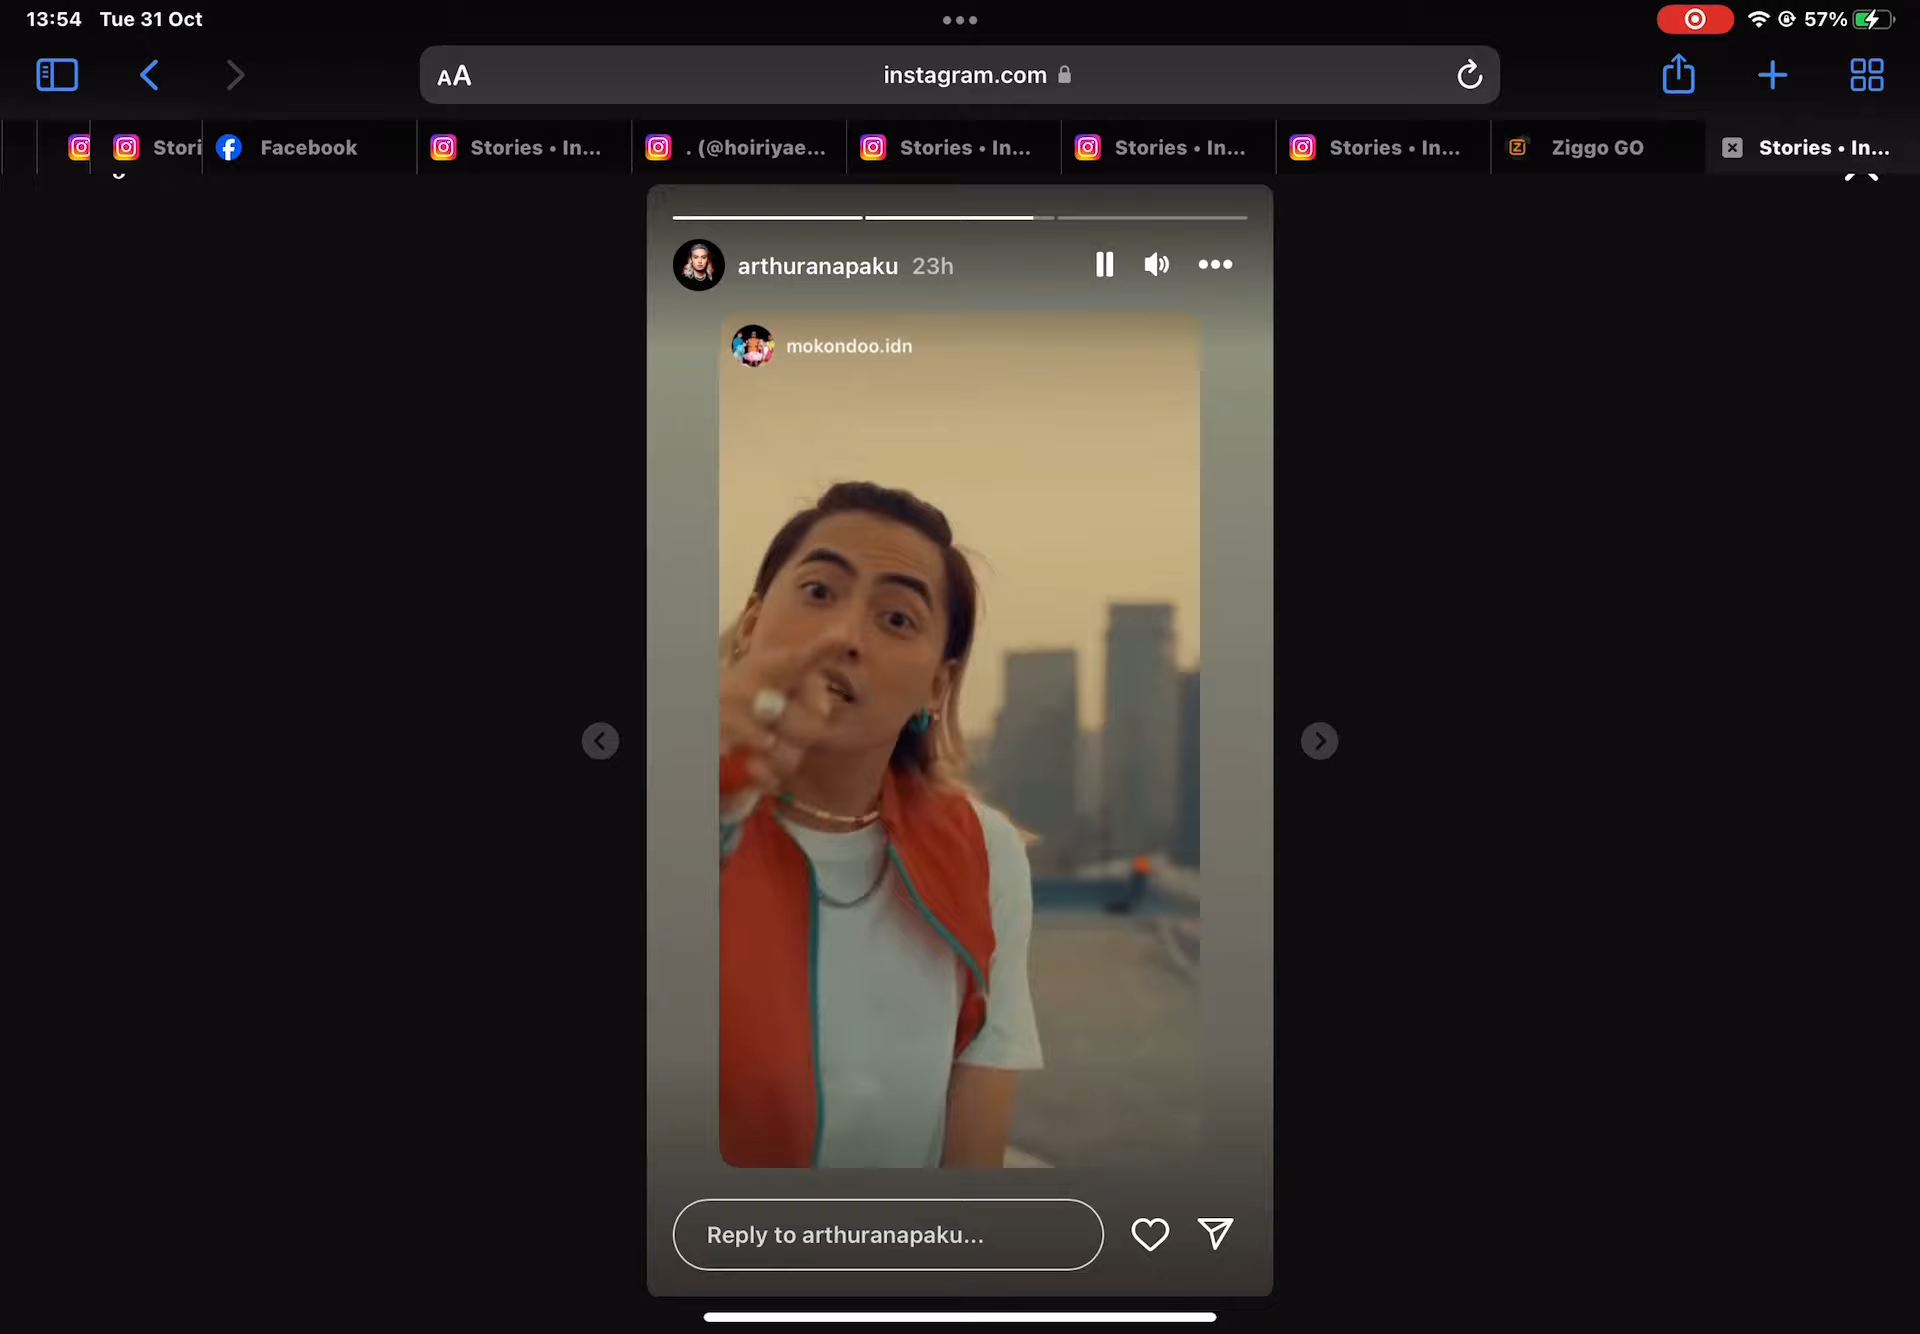 13:54 Tue 31 Oct
57%
AA
instagram.com
Stori
Facebook
Stories • In...
. (@hoiriyae...
Stories • In...
Stories • In...
Stories • In...
Ziggo GO
Stories • In...
arthuranapaku 23h
mokondoo.idn
Reply to arthuranapaku...